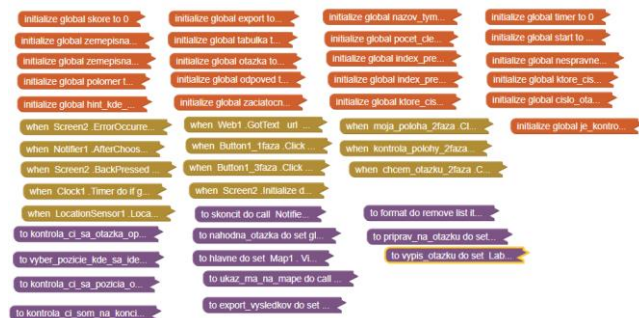 initialize global skore to 0
initialize global export to...
initialize global nazov_tym...
initialize global timer to 0
initialize global zemepisna...
initialize global tabulka t...
initialize global pocet_cle...
initialize global start to ...
initialize global zemepisna...
initialize global otazka to...
initialize global index_pre...
initialize global nespravne...
initialize global polomer t...
initialize global odpoved t...
initialize global index_pre...
initialize global ktore_cis...
initialize global hint_kde_...
initialize global zaciatocn...
initialize global ktore_cis...
initialize global cislo_ota...
when Screen2 .ErrorOccurre...
when Web1 .GotText url ...
when moja_poloha_2faza .Cl...
initialize global je_kontro...
when Notifier1 .AfterChoos...
when Button1_1faza .Click ...
when kontrola_polohy_2faza...
when Screen2 .BackPressed ...
when Button1_3faza .Click ...
when chcem_otazku_2faza .C...
when Clock1 .Timer do if g...
when Screen2 .Initialize d...
when LocationSensor1 .Loca...
to skoncit do call Notifie...
to format do remove list it...
to kontrola_ci_sa_otazka_op...
to nahodna_otazka do set gl...
to priprav_na_otazku do set...
to vyber_pozicie_kde_sa_ide...
to hlavne do set Map1 . Vi...
to vypis_otazku do set Lab...
to kontrola_ci_sa_pozicia_o...
to ukaz_ma_na_mape do call ...
to kontrola_ci_som_na_konci...
to export_vysledkov do set ...